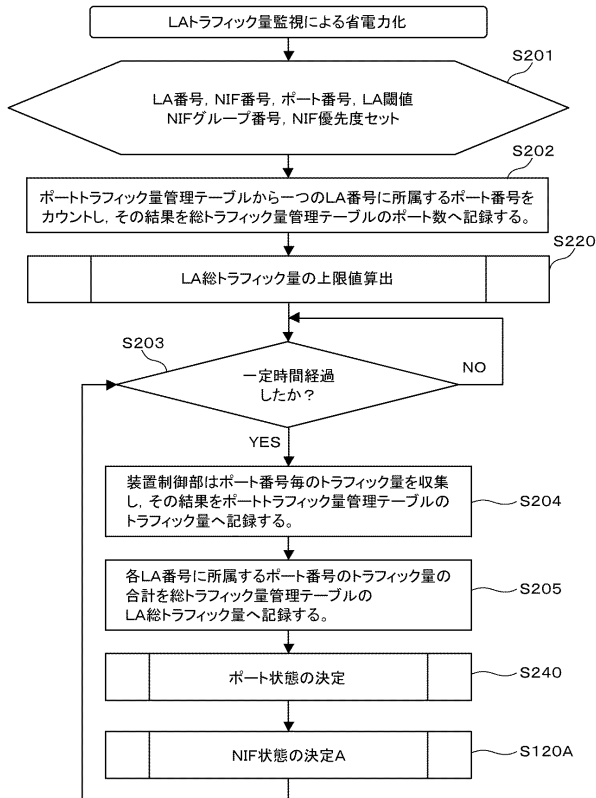 LAトラフィック量監視による省電力化
S201
LA番号，NIF番号，ポート番号，LA閾値
NIFグループ番号，NIF優先度セット
S202
ポートトラフィック量管理テーブルから一つのLA番号に所属するポート番号を
カウントし，その結果を総トラフィック量管理テーブルのポート数へ記録する。
S220
LA総トラフィック量の上限値算出
S203
一定時間経過
したか？
NO
YES
装置制御部はポート番号毎のトラフィック量を収集
し，その結果をポートトラフィック量管理テーブルの
トラフィック量へ記録する。
S204
各LA番号に所属するポート番号のトラフィック量の
合計を総トラフィック量管理テーブルの
LA総トラフィック量へ記録する。
S205
ポート状態の決定
S240
NIF状態の決定A
S120A